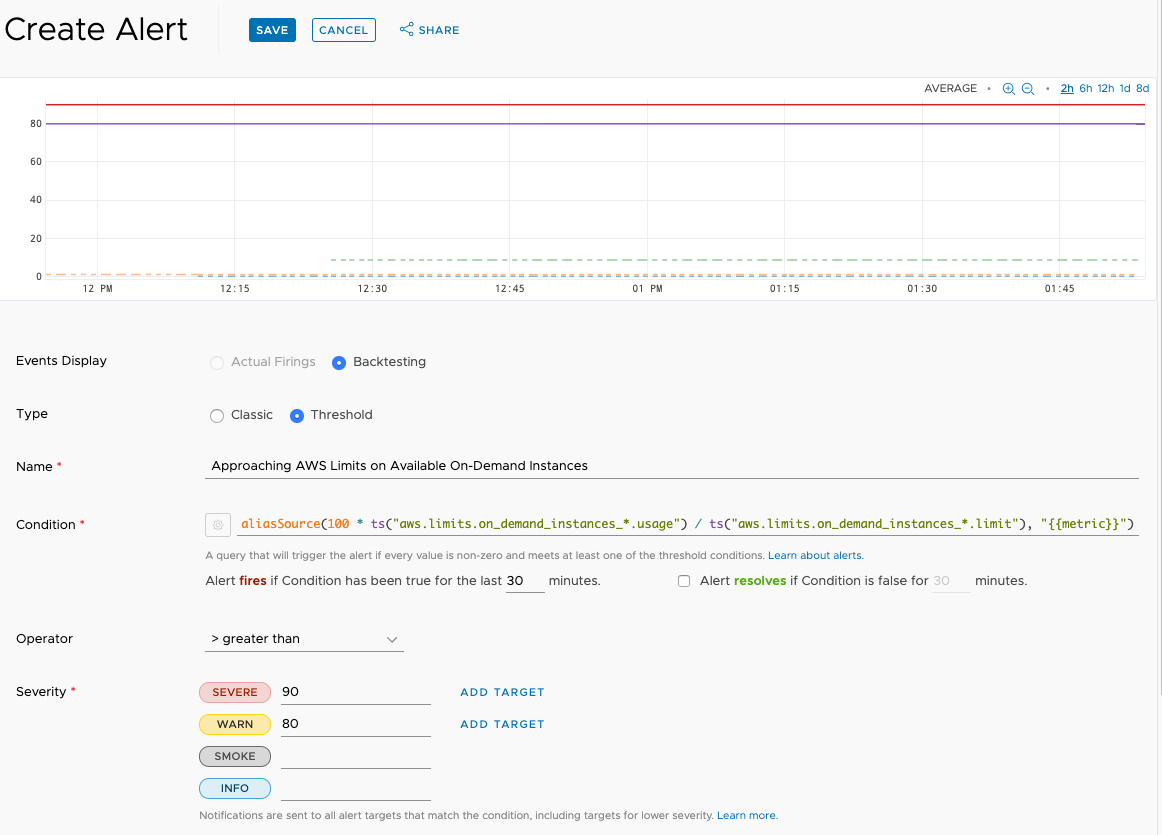 Create Alert SAVE CANCEL SHARE
AVERAGE • • 2h 6h 12h 1d 8d
80
60
40
20
0
12 PM 12:15 12:30 12:45 01 PM 01:15 01:30 01:45
Events Display Actual Firings Backtesting
Type Classic Threshold
Name * Approaching AWS Limits on Available On-Demand Instances
Condition * aliasSource(100 * ts("aws.limits.on_demand_instances_*.usage") / ts("aws.limits.on_demand_instances_*.limit"), "{{metric}}")
A query that will trigger the alert if every value is non-zero and meets at least one of the threshold conditions. Learn about alerts.
Alert fires if Condition has been true for the last 30 minutes. Alert resolves if Condition is false for 30 minutes.
Operator > greater than
Severity * SEVERE 90 ADD TARGET
WARN 80 ADD TARGET
SMOKE
INFO
Notifications are sent to all alert targets that match the condition, including targets for lower severity. Learn more.